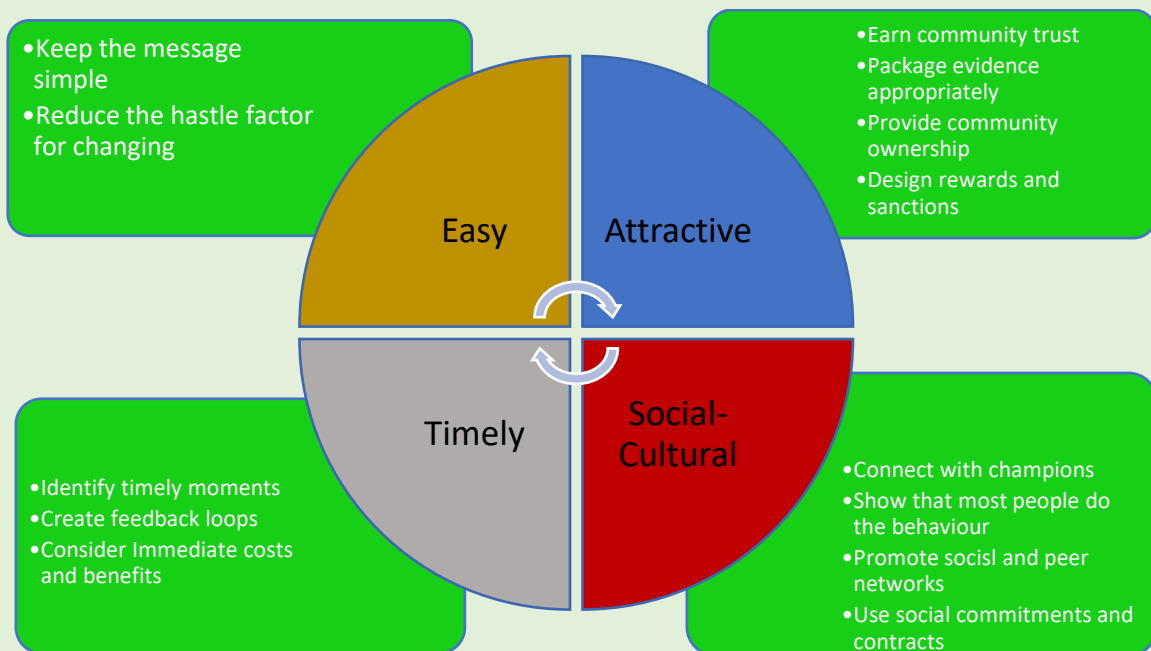 •Keep the message
simple
•Reduce the hastle factor
for changing
•Earn community trust
•Package evidence
appropriately
•Provide community
ownership
•Design rewards and
sanctions
Easy
Attractive
Timely
Social-
Cultural
•Identify timely moments
•Create feedback loops
•Consider Immediate costs
and benefits
•Connect with champions
•Show that most people do
the behaviour
•Promote socisl and peer
networks
•Use social commitments and
contracts